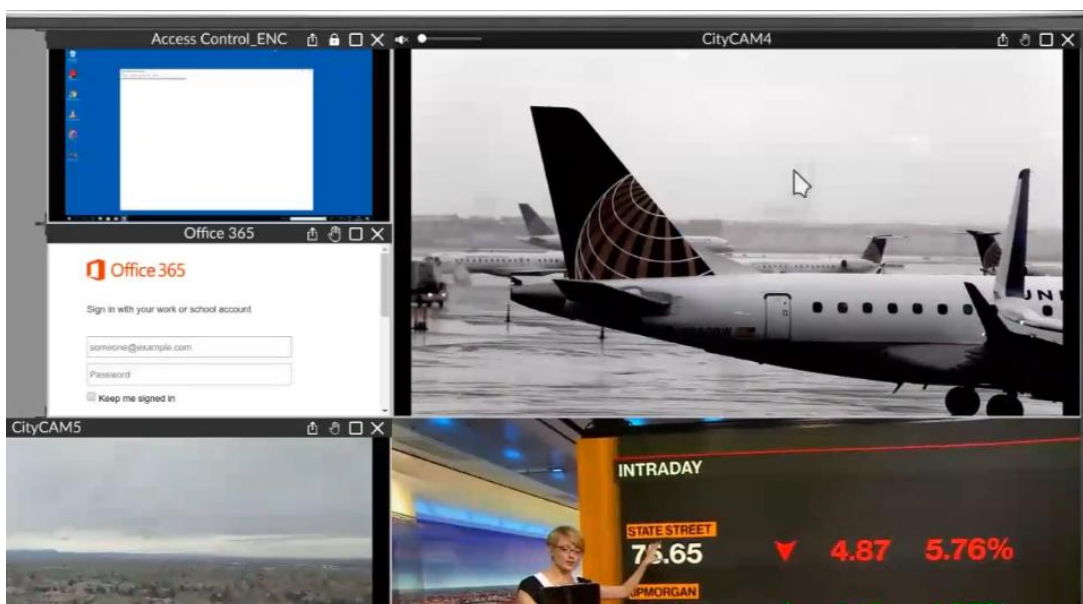 Access Control_ENC
CityCAM4
Office 365
Office 365
Sign in with your work or school account
someone@example.com
Password
Keep me signed in
UNI
CityCAM5
INTRADAY
STATE STREET
4.87 5.76%
JPMORGAN